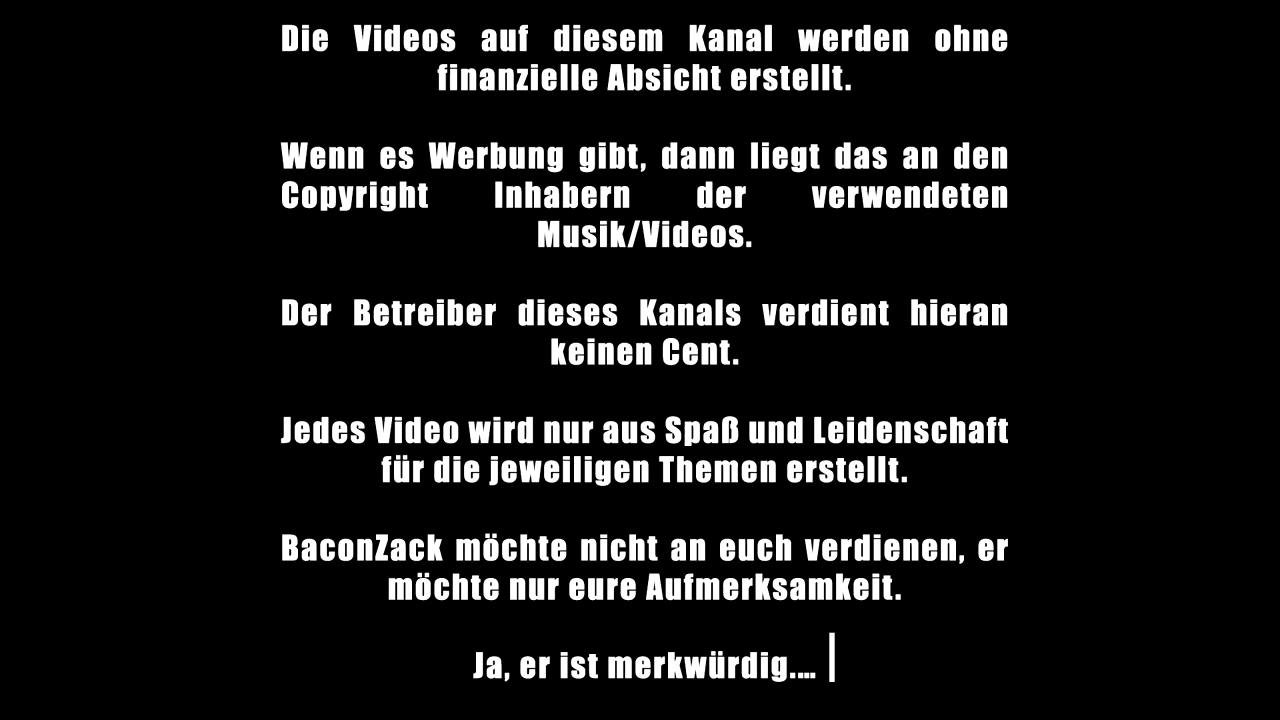 Die Videos auf diesem Kanal werden ohne
finanzielle Absicht erstellt.
Wenn es Werbung gibt, dann liegt das an den
Copyright Inhabern der verwendeten
Musik/Videos.
Der Betreiber dieses Kanals verdient hieran
keinen Cent.
Jedes Video wird nur aus Spaß und Leidenschaft
für die jeweiligen Themen erstellt.
BaconZack möchte nicht an euch verdienen, er
möchte nur eure Aufmerksamkeit.
Ja, er ist merkwürdig....